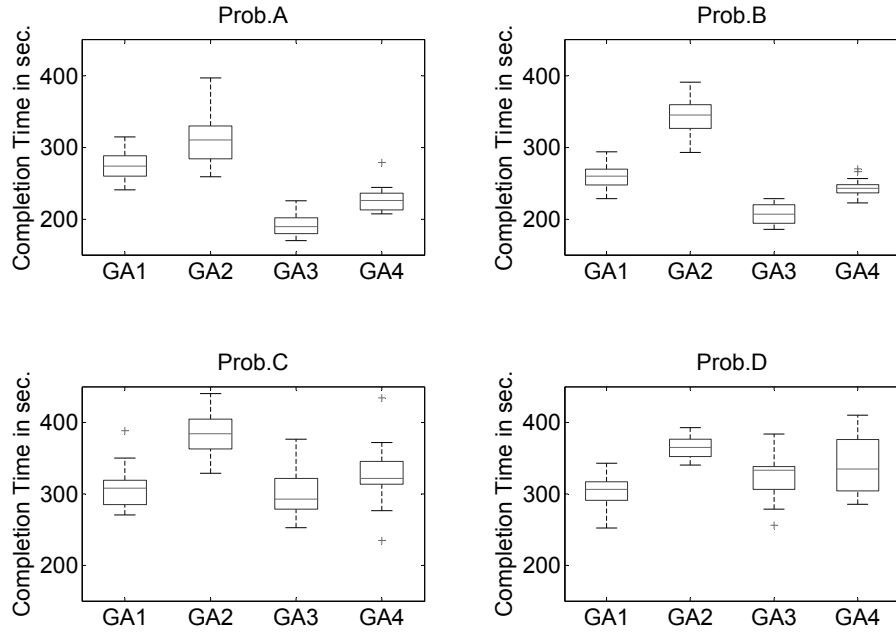 Prob.A
Completion Time in sec.
400
300
200
GA1 GA2 GA3 GA4
Prob.B
Completion Time in sec.
400
300
200
GA1 GA2 GA3 GA4
Prob.C
Completion Time in sec.
400
300
200
GA1 GA2 GA3 GA4
Prob.D
Completion Time in sec.
400
300
200
GA1 GA2 GA3 GA4